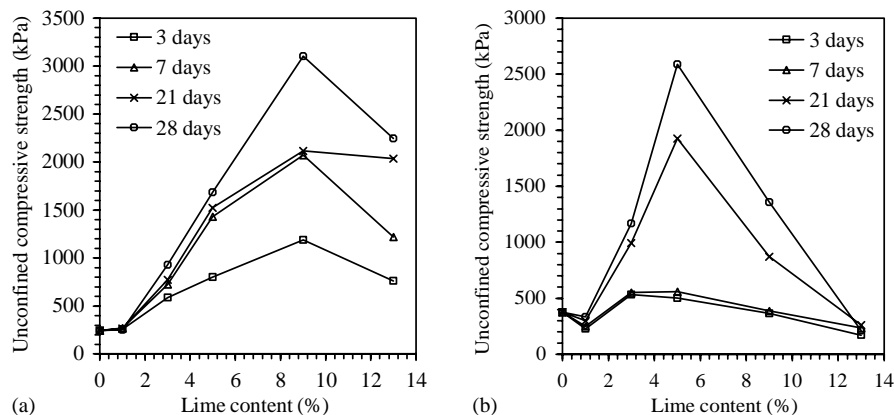 3500
3000
2500
2000
1500
1000
500
0
Unconfined compressive strength (kPa)
3 days
7 days
21 days
28 days
0 2 4 6 8 10 12 14
(a) Lime content (%)
3000
2500
2000
1500
1000
500
0
Unconfined compressive strength (kPa)
3 days
7 days
21 days
28 days
0 2 4 6 8 10 12 14
(b) Lime content (%)